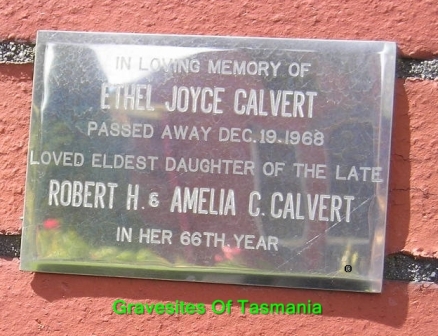 IN LOVING MEMORY OF
ETHEL JOYCE CALVERT
PASSED AWAY DEC. 19. 1968
LOVED ELDEST DAUGHTER OF THE LATE
ROBERT H. & AMELIA C. CALVERT
IN HER 66TH. YEAR
Gravesites Of Tasmania